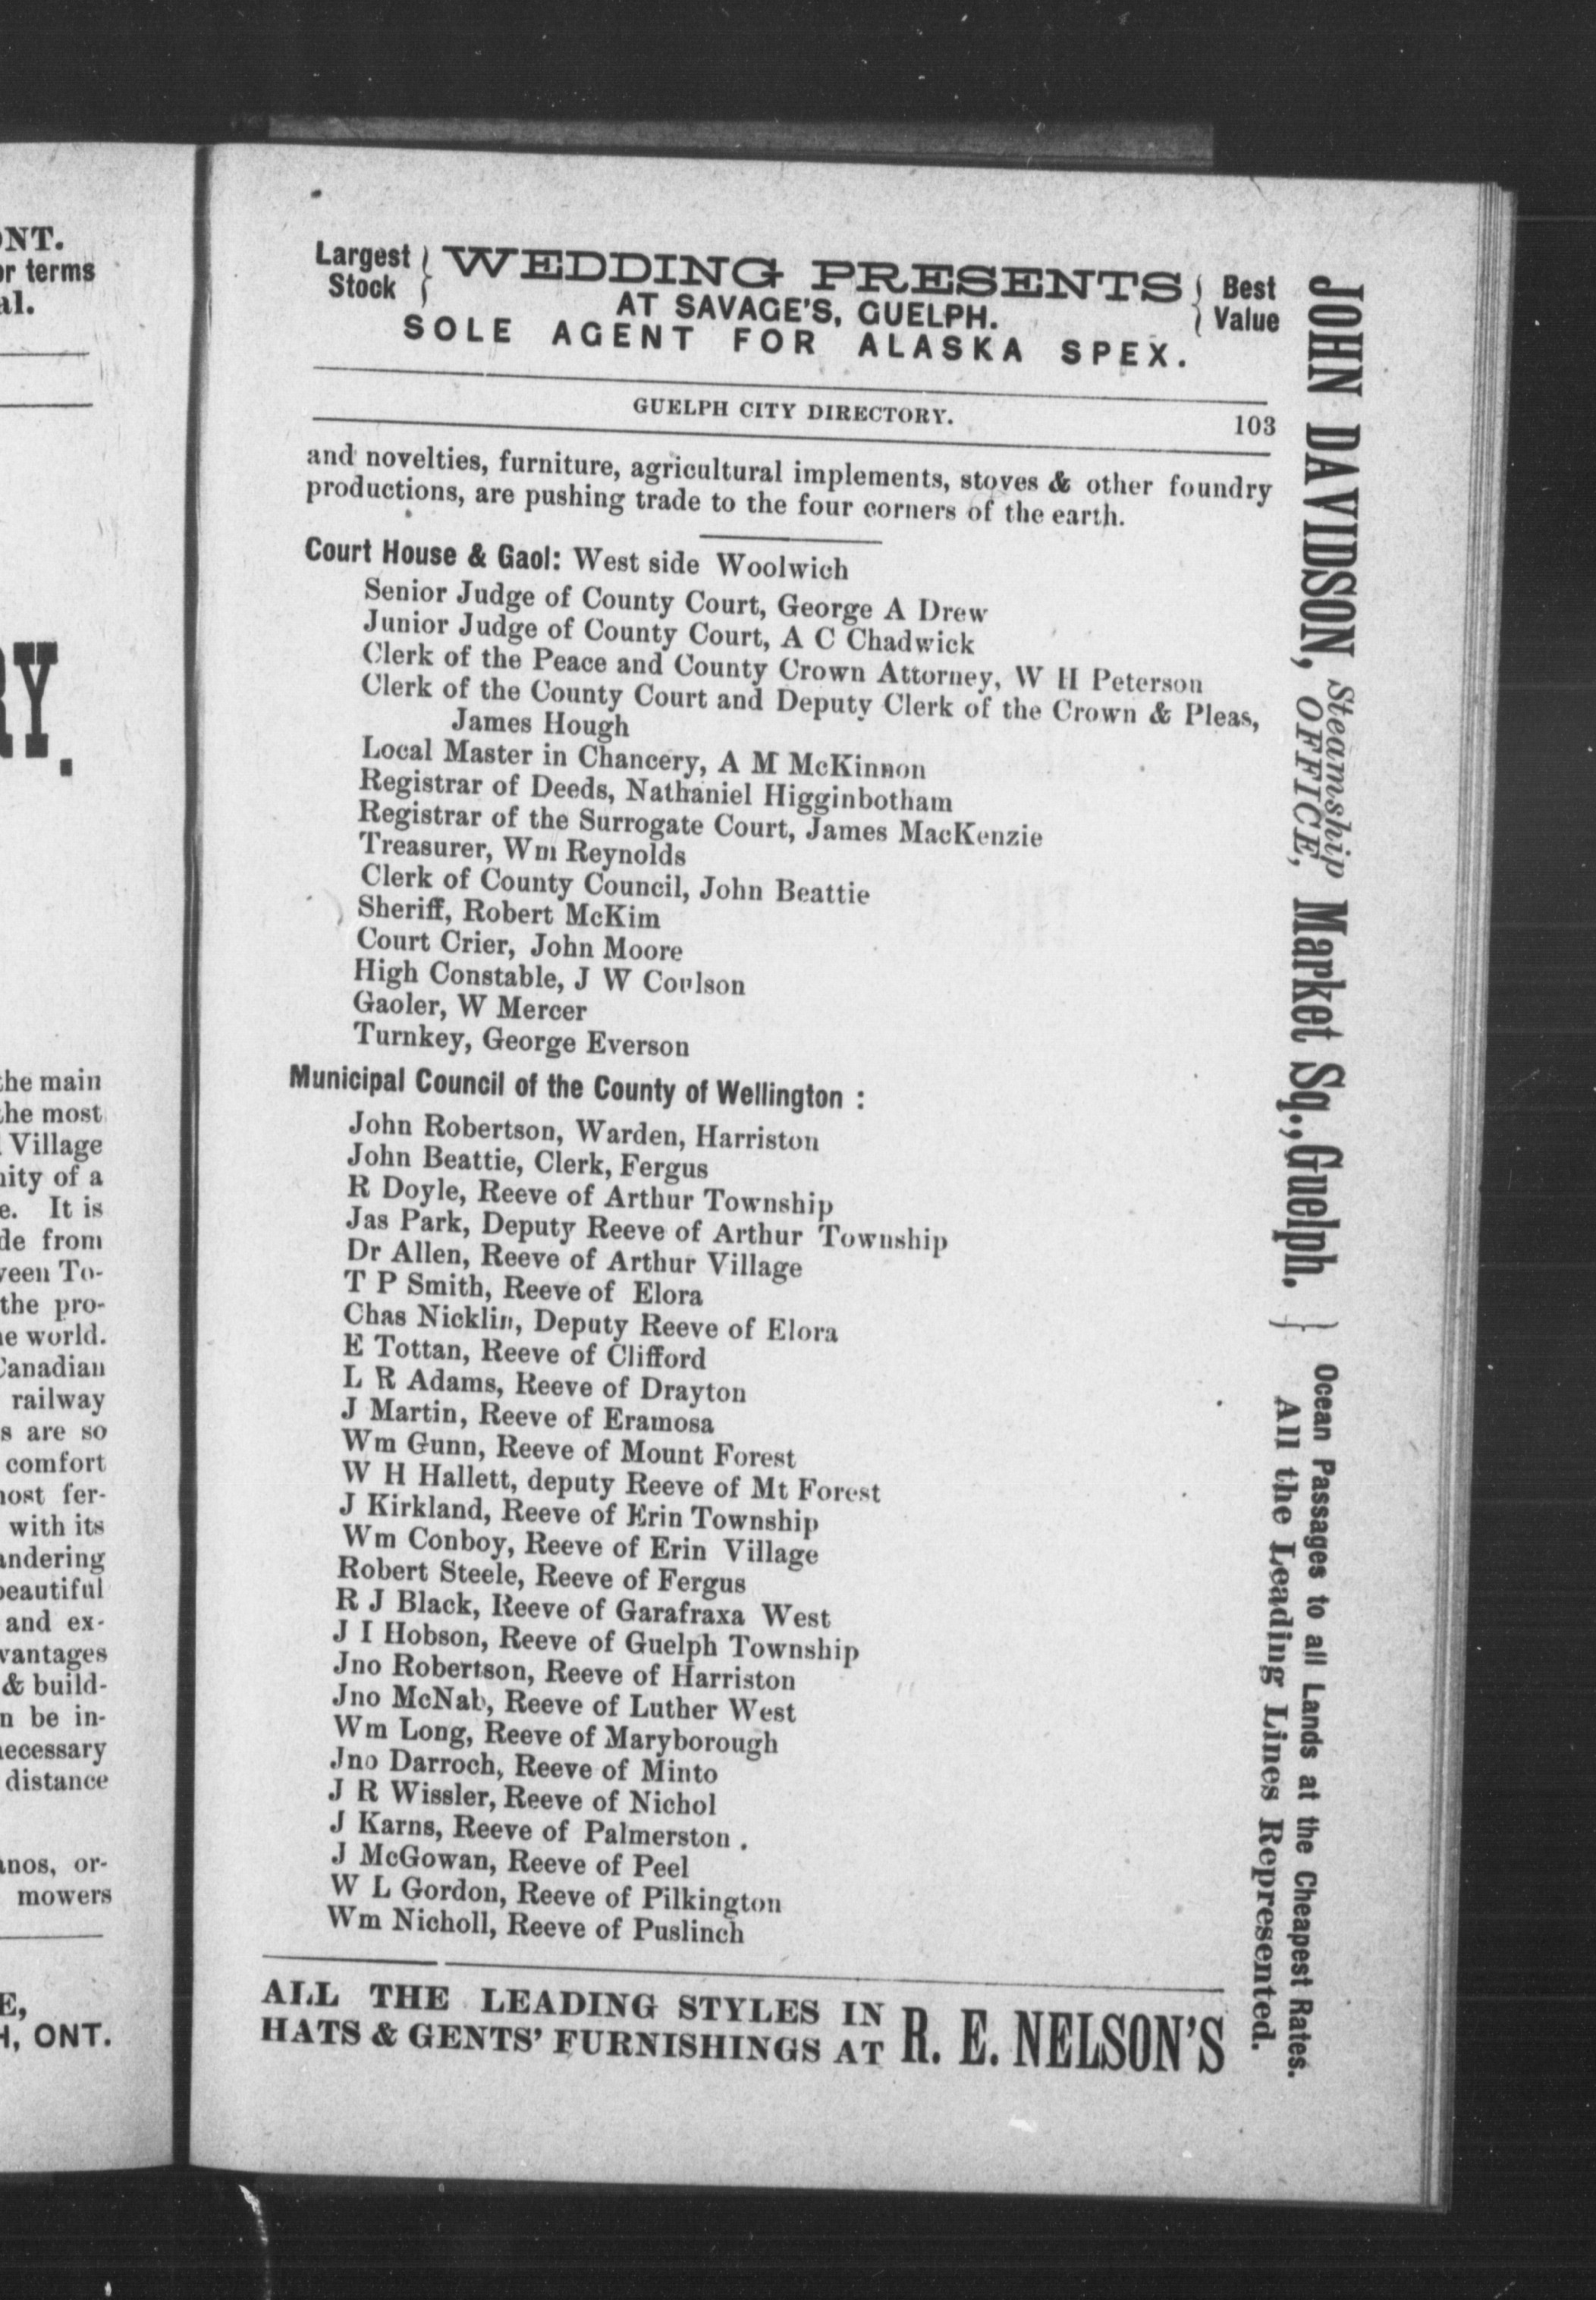 ONT.
or terms
al.
RY.
the main
the most
Village
nity of a
e. It is
de from
ween To-
the pro-
he world.
Canadian
railway
s are so
comfort
most fer-
with its
andering
beautiful
and ex-
vantages
& build-
n be in-
necessary
distance
anos, or-
mowers
E,
H, ONT.
Largest Stock } WEDDING PRESENTS { Best Value
AT SAVAGE'S, GUELPH.
SOLE AGENT FOR ALASKA SPEX.
GUELPH CITY DIRECTORY. 103
and novelties, furniture, agricultural implements, stoves & other foundry
productions, are pushing trade to the four corners of the earth.
Court House & Gaol: West side Woolwich
Senior Judge of County Court, George A Drew
Junior Judge of County Court, A C Chadwick
Clerk of the Peace and County Crown Attorney, W H Peterson
Clerk of the County Court and Deputy Clerk of the Crown & Pleas,
James Hough
Local Master in Chancery, A M McKinnon
Registrar of Deeds, Nathaniel Higginbotham
Registrar of the Surrogate Court, James MacKenzie
Treasurer, Wm Reynolds
Clerk of County Council, John Beattie
Sheriff, Robert McKim
Court Crier, John Moore
High Constable, J W Coulson
Gaoler, W Mercer
Turnkey, George Everson
Municipal Council of the County of Wellington :
John Robertson, Warden, Harriston
John Beattie, Clerk, Fergus
R Doyle, Reeve of Arthur Township
Jas Park, Deputy Reeve of Arthur Township
Dr Allen, Reeve of Arthur Village
T P Smith, Reeve of Elora
Chas Nicklin, Deputy Reeve of Elora
E Tottan, Reeve of Clifford
L R Adams, Reeve of Drayton
J Martin, Reeve of Eramosa
Wm Gunn, Reeve of Mount Forest
W H Hallett, deputy Reeve of Mt Forest
J Kirkland, Reeve of Erin Township
Wm Conboy, Reeve of Erin Village
Robert Steele, Reeve of Fergus
R J Black, Reeve of Garafraxa West
J I Hobson, Reeve of Guelph Township
Jno Robertson, Reeve of Harriston
Jno McNab, Reeve of Luther West
Wm Long, Reeve of Maryborough
Jno Darroch, Reeve of Minto
J R Wissler, Reeve of Nichol
J Karns, Reeve of Palmerston .
J McGowan, Reeve of Peel
W L Gordon, Reeve of Pilkington
Wm Nicholl, Reeve of Puslinch
ALL THE LEADING STYLES IN
HATS & GENTS' FURNISHINGS AT R. E. NELSON'S
JOHN DAVIDSON, Steamship OFFICE, Market Sq., Guelph. }
Ocean Passages to all Lands at the Cheapest Rates.
All the Leading Lines Represented.